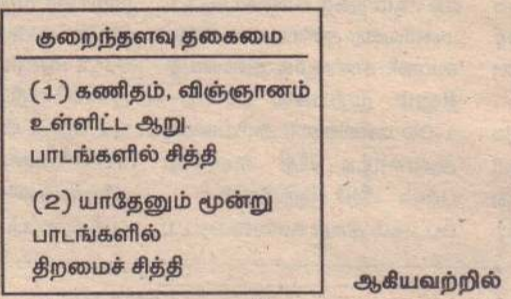 குறைந்தளவு தகைமை
(1) கணிதம், விஞ்ஞானம்
உள்ளிட்ட ஆறு
பாடங்களில் சித்தி
(2) யாதேனும் மூன்று
பாடங்களில்
திறமைச் சித்தி
ஆகியவற்றில்